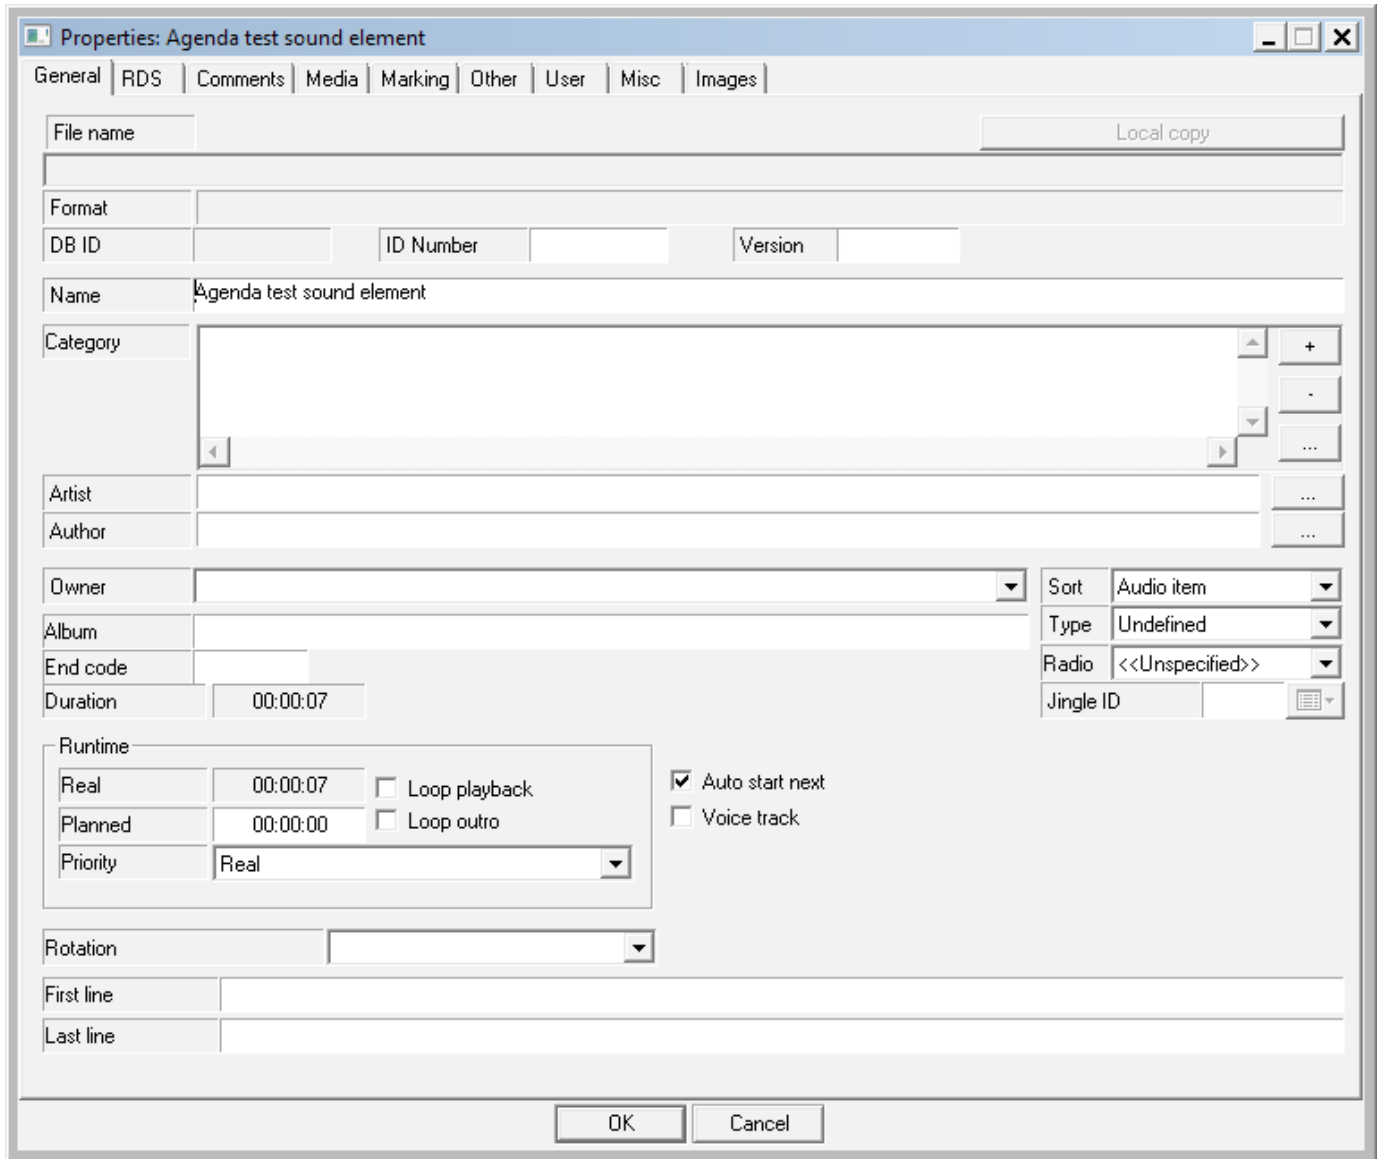 Properties: Agenda test sound element
General RDS Comments Media Marking Other User Misc Images
File name Local copy
Format
DB ID ID Number Version
Name Agenda test sound element
Category +
-
...
Artist ...
Author ...
Owner Sort Audio item
Album Type Undefined
End code Radio <<Unspecified>>
Duration 00:00:07 Jingle ID
Runtime
Real 00:00:07 Loop playback Auto start next
Planned 00:00:00 Loop outro Voice track
Priority Real
Rotation
First line
Last line
OK Cancel